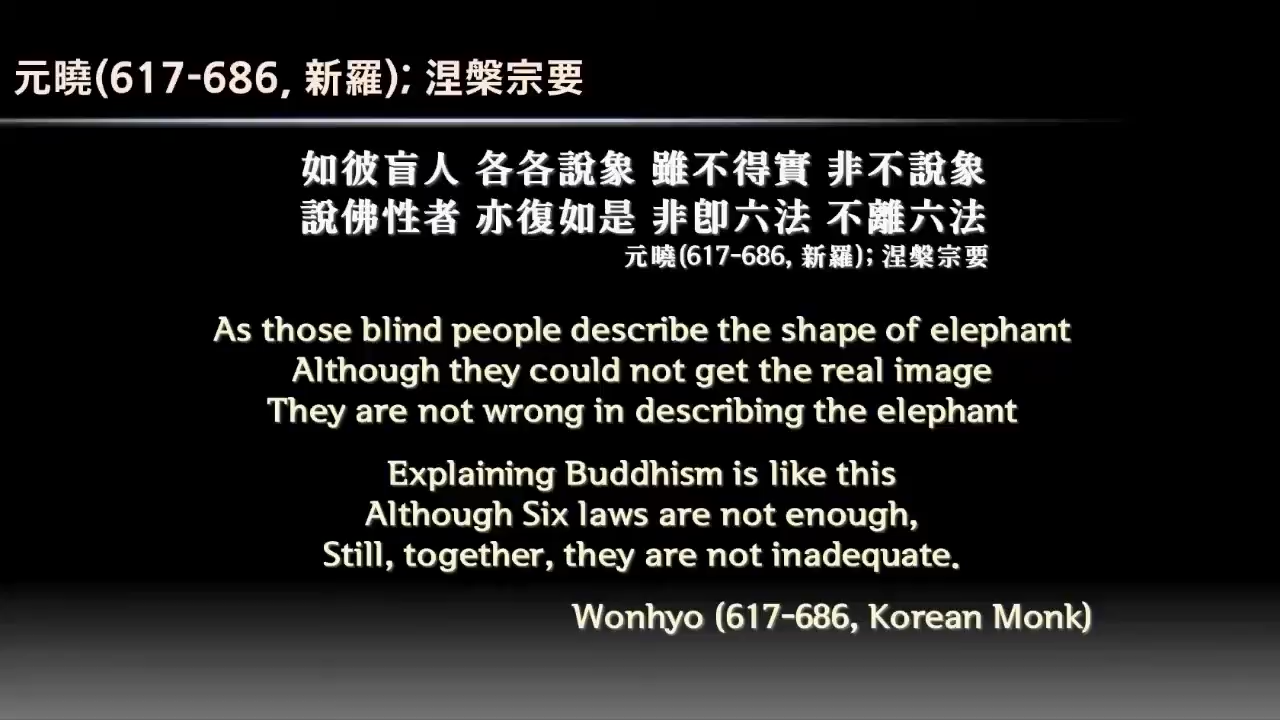 元曉(617-686, 新羅); 涅槃宗要
如彼盲人 各各說象 雖不得實 非不說象
說佛性者 亦復如是 非卽六法 不離六法
元曉(617-686, 新羅); 涅槃宗要
As those blind people describe the shape of elephant
Although they could not get the real image
They are not wrong in describing the elephant
Explaining Buddhism is like this
Although Six laws are not enough,
Still, together, they are not inadequate.
Wonhyo (617-686, Korean Monk)